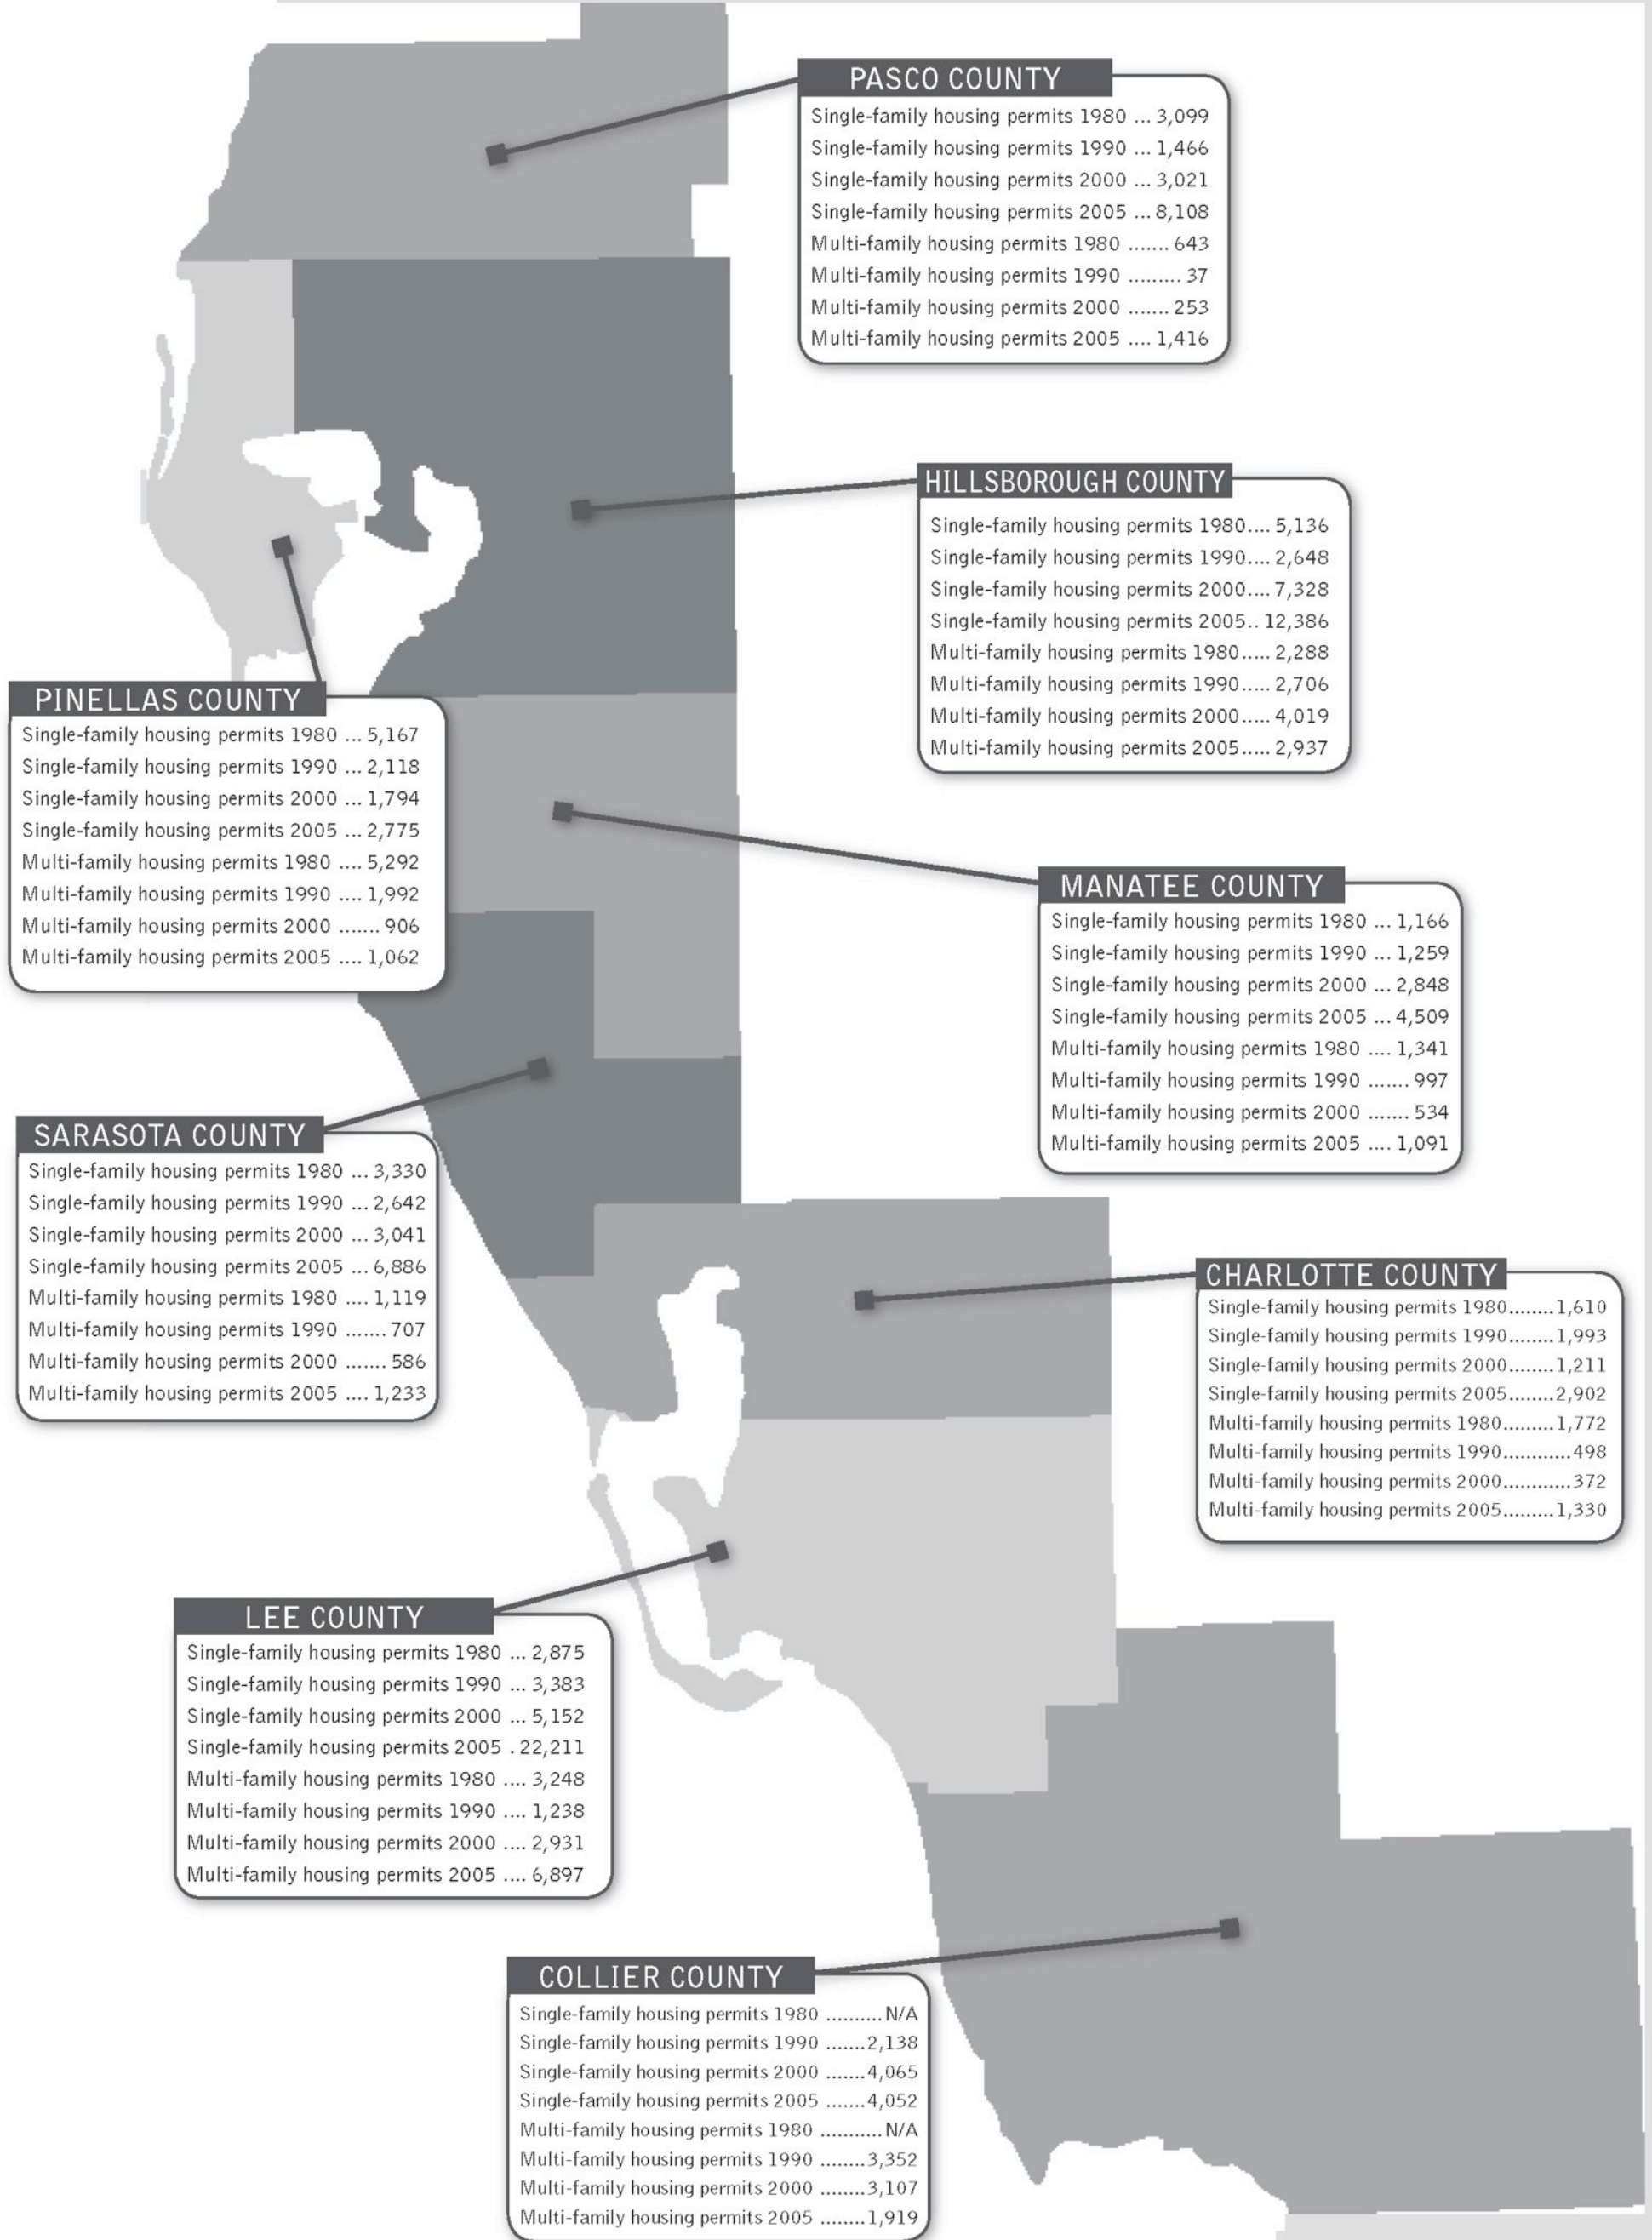 PASCO COUNTY
Single-family housing permits 1980 ... 3,099
Single-family housing permits 1990 ... 1,466
Single-family housing permits 2000 ... 3,021
Single-family housing permits 2005 ... 8,108
Multi-family housing permits 1980 ....... 643
Multi-family housing permits 1990 ......... 37
Multi-family housing permits 2000 ....... 253
Multi-family housing permits 2005 .... 1,416
HILLSBOROUGH COUNTY
Single-family housing permits 1980.... 5,136
Single-family housing permits 1990.... 2,648
Single-family housing permits 2000.... 7,328
Single-family housing permits 2005.. 12,386
Multi-family housing permits 1980..... 2,288
Multi-family housing permits 1990..... 2,706
Multi-family housing permits 2000..... 4,019
Multi-family housing permits 2005..... 2,937
PINELLAS COUNTY
Single-family housing permits 1980 ... 5,167
Single-family housing permits 1990 ... 2,118
Single-family housing permits 2000 ... 1,794
Single-family housing permits 2005 ... 2,775
Multi-family housing permits 1980 .... 5,292
Multi-family housing permits 1990 .... 1,992
Multi-family housing permits 2000 ....... 906
Multi-family housing permits 2005 .... 1,062
MANATEE COUNTY
Single-family housing permits 1980 ... 1,166
Single-family housing permits 1990 ... 1,259
Single-family housing permits 2000 ... 2,848
Single-family housing permits 2005 ... 4,509
Multi-family housing permits 1980 .... 1,341
Multi-family housing permits 1990 ....... 997
Multi-family housing permits 2000 ....... 534
Multi-family housing permits 2005 .... 1,091
SARASOTA COUNTY
Single-family housing permits 1980 ... 3,330
Single-family housing permits 1990 ... 2,642
Single-family housing permits 2000 ... 3,041
Single-family housing permits 2005 ... 6,886
Multi-family housing permits 1980 .... 1,119
Multi-family housing permits 1990 ....... 707
Multi-family housing permits 2000 ....... 586
Multi-family housing permits 2005 .... 1,233
CHARLOTTE COUNTY
Single-family housing permits 1980........1,610
Single-family housing permits 1990........1,993
Single-family housing permits 2000........1,211
Single-family housing permits 2005........2,902
Multi-family housing permits 1980.........1,772
Multi-family housing permits 1990............498
Multi-family housing permits 2000............372
Multi-family housing permits 2005.........1,330
LEE COUNTY
Single-family housing permits 1980 ... 2,875
Single-family housing permits 1990 ... 3,383
Single-family housing permits 2000 ... 5,152
Single-family housing permits 2005 . 22,211
Multi-family housing permits 1980 .... 3,248
Multi-family housing permits 1990 .... 1,238
Multi-family housing permits 2000 .... 2,931
Multi-family housing permits 2005 .... 6,897
COLLIER COUNTY
Single-family housing permits 1980 ..........N/A
Single-family housing permits 1990 .......2,138
Single-family housing permits 2000 .......4,065
Single-family housing permits 2005 .......4,052
Multi-family housing permits 1980 ...........N/A
Multi-family housing permits 1990 ........3,352
Multi-family housing permits 2000 ........3,107
Multi-family housing permits 2005 ........1,919